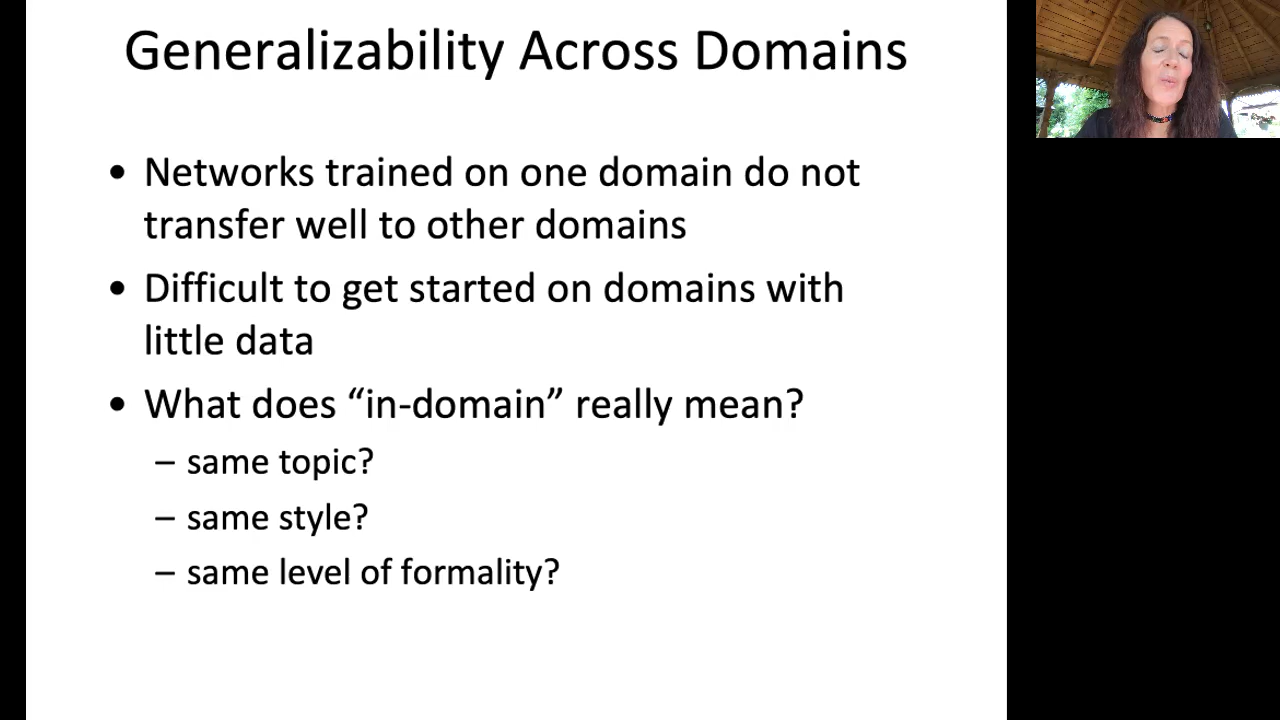 Generalizability Across Domains
• Networks trained on one domain do not
transfer well to other domains
• Difficult to get started on domains with
little data
• What does “in-domain” really mean?
– same topic?
– same style?
– same level of formality?